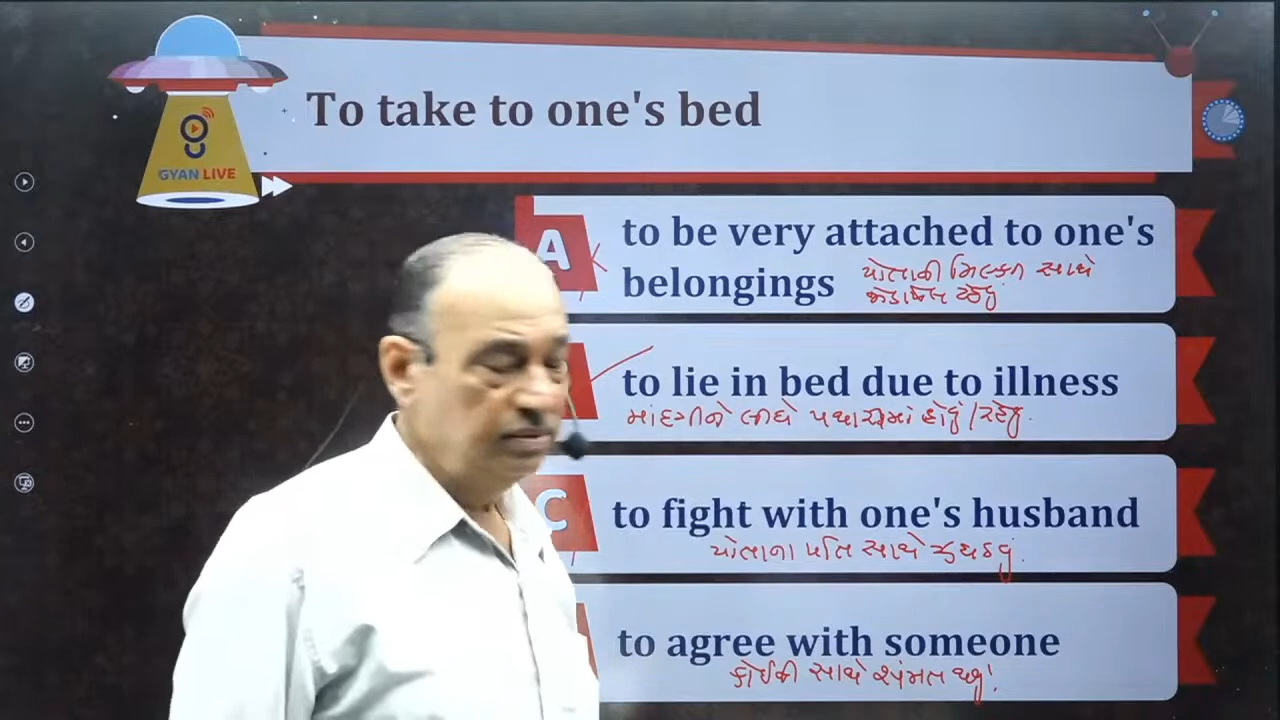 To take to one's bed
GYAN LIVE
A
to be very attached to one's
belongings પોતાની મિલ્કત સાથે
જોડાયેલ રહેવું
to lie in bed due to illness
માંદગીને લીધે પથારીમાં હોવું/રહેવું.
C
to fight with one's husband
પોતાના પતિ સાથે ઝઘડવું.
to agree with someone
કોઈની સાથે સંમત થવું!